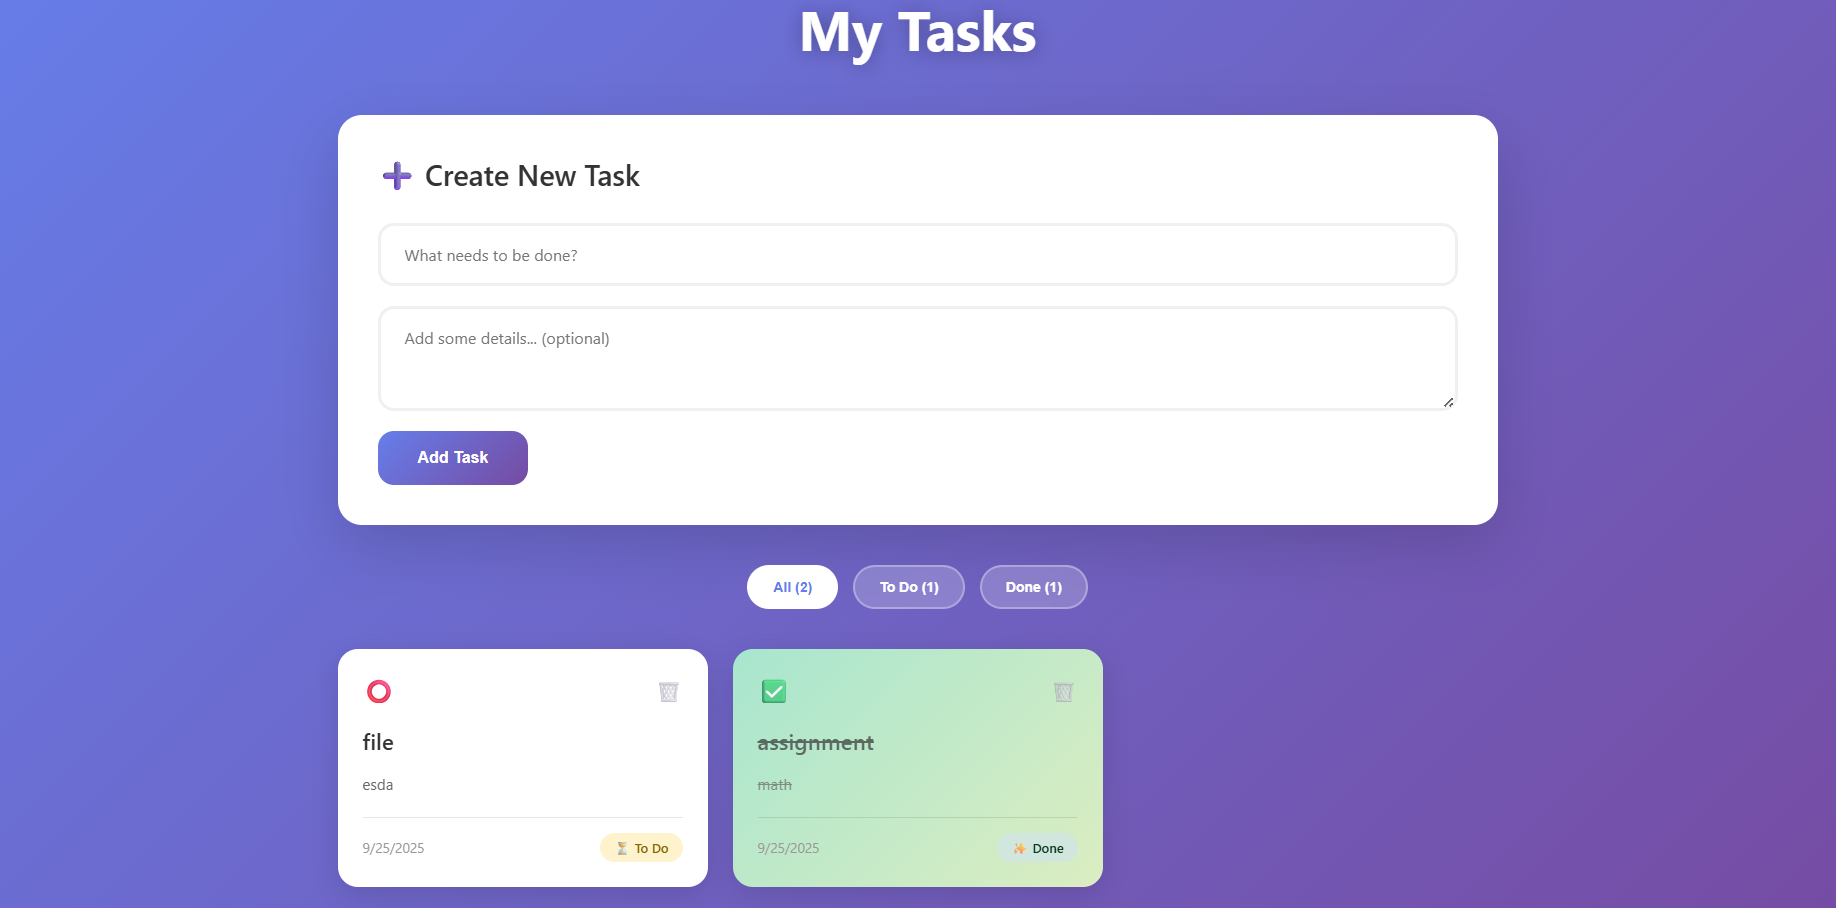 My Tasks
Create New Task
What needs to be done?
Add some details... (optional)
Add Task
All (2) To Do (1) Done (1)
file
esda
9/25/2025 To Do
assignment
math
9/25/2025 Done